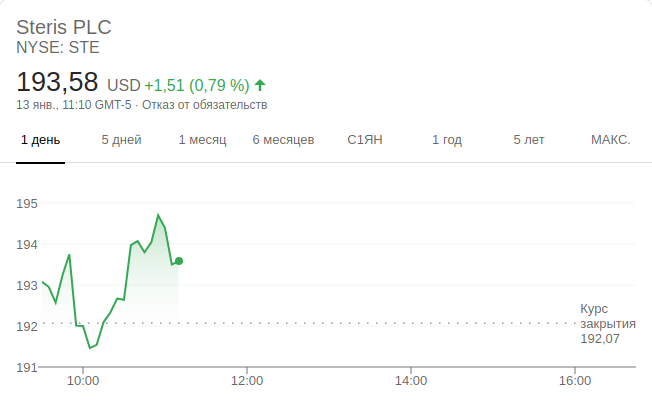 Steris PLC
NYSE: STE
193,58 USD +1,51 (0,79 %)
13 янв., 11:10 GMT-5 · Отказ от обязательств
1 день 5 дней 1 месяц 6 месяцев С1ЯН 1 год 5 лет МАКС.
195
194
193
192
191
Курс
закрытия
192,07
10:00 12:00 14:00 16:00